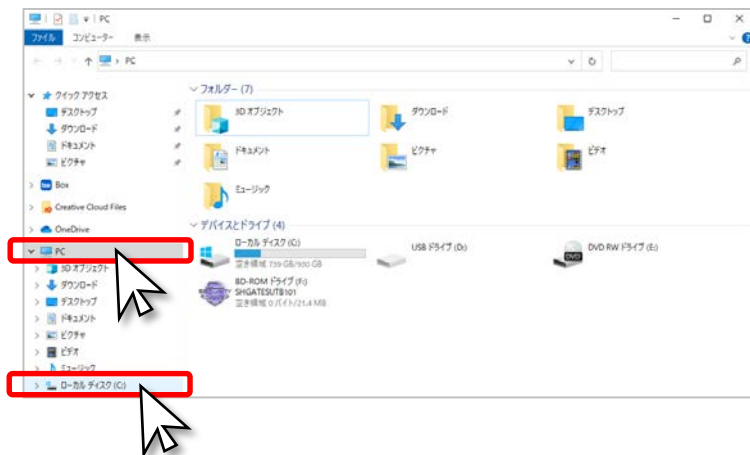 PC
ファイル コンピューター 表示
PC
クイック アクセス
デスクトップ
ダウンロード
ドキュメント
ピクチャ
Box
Creative Cloud Files
OneDrive
PC
3D オブジェクト
ダウンロード
デスクトップ
ドキュメント
ピクチャ
ビデオ
ミュージック
ローカル ディスク (C:)
フォルダー (7)
3D オブジェクト
ダウンロード
デスクトップ
ドキュメント
ピクチャ
ビデオ
ミュージック
デバイスとドライブ (4)
ローカル ディスク (C:)
空き領域 739 GB/930 GB
USB ドライブ (D:)
DVD RW ドライブ (E:)
DVD
BD-ROM ドライブ (F:)
SHGATESUTB101
空き領域 0 バイト/21.4 MB